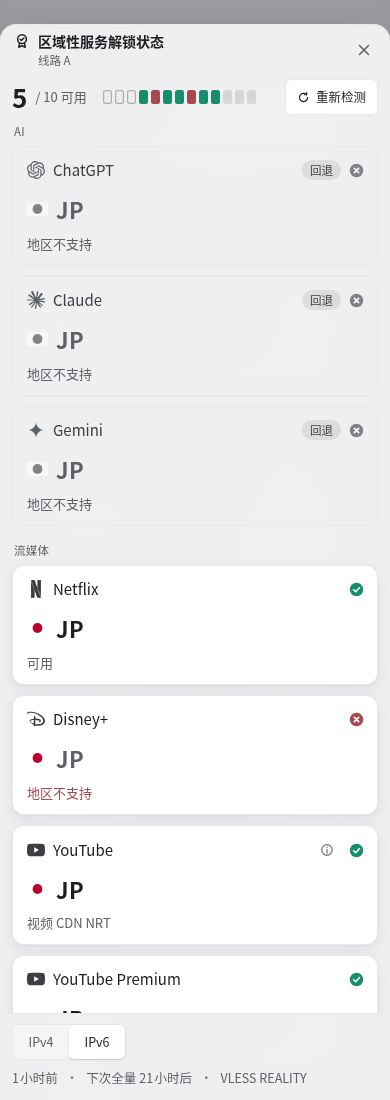 区域性服务解锁状态
线路 A
5 / 10 可用
重新检测
AI
ChatGPT
回退
JP
地区不支持
Claude
回退
JP
地区不支持
Gemini
回退
JP
地区不支持
流媒体
Netflix
JP
可用
Disney+
JP
地区不支持
YouTube
JP
视频 CDN NRT
YouTube Premium
IPv4
IPv6
1小时前 • 下次全量 21小时后 • VLESS REALITY